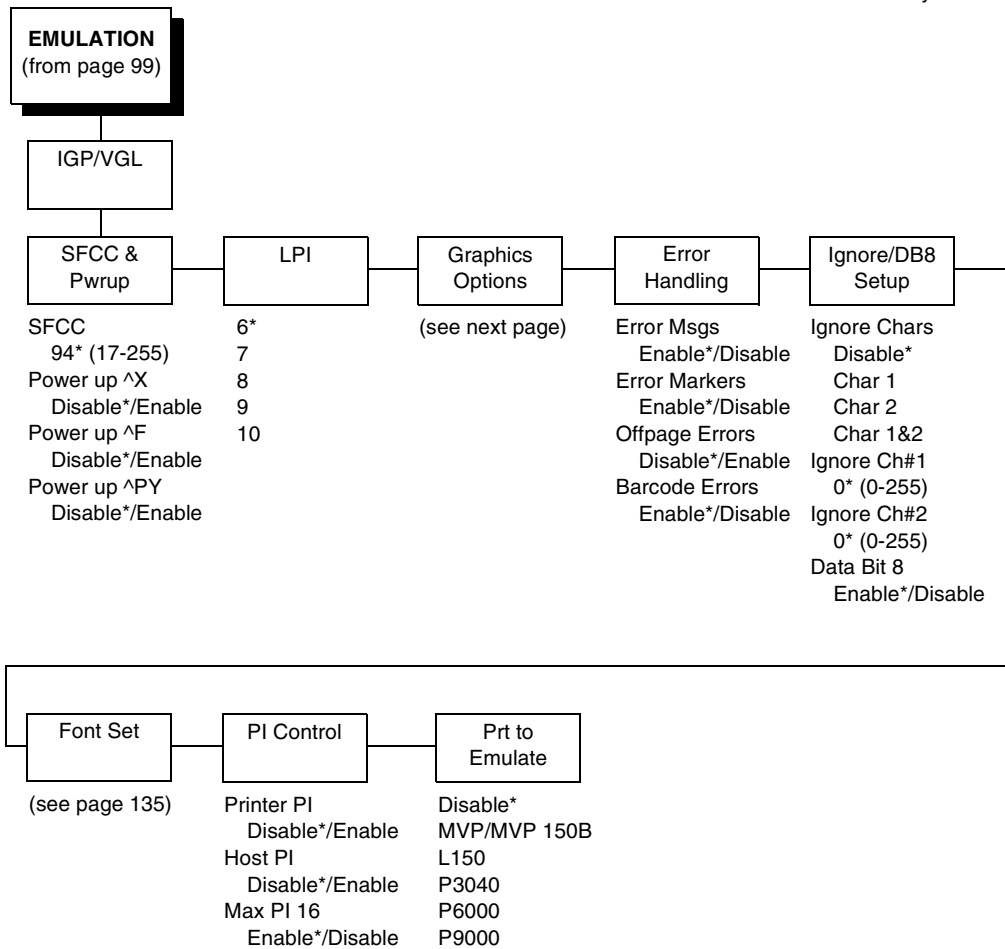 EMULATION
(from page 99)
IGP/VGL
SFCC &
Pwrup
LPI
Graphics
Options
Error
Handling
Ignore/DB8
Setup
SFCC
94* (17-255)
Power up ^X
Disable*/Enable
Power up ^F
Disable*/Enable
Power up ^PY
Disable*/Enable
6*
7
8
9
10
(see next page)
Error Msgs
Enable*/Disable
Error Markers
Enable*/Disable
Offpage Errors
Disable*/Enable
Barcode Errors
Enable*/Disable
Ignore Chars
Disable*
Char 1
Char 2
Char 1&2
Ignore Ch#1
0* (0-255)
Ignore Ch#2
0* (0-255)
Data Bit 8
Enable*/Disable
Font Set
PI Control
Prt to
Emulate
(see page 135)
Printer PI
Disable*/Enable
Host PI
Disable*/Enable
Max PI 16
Enable*/Disable
Disable*
MVP/MVP 150B
L150
P3040
P6000
P9000